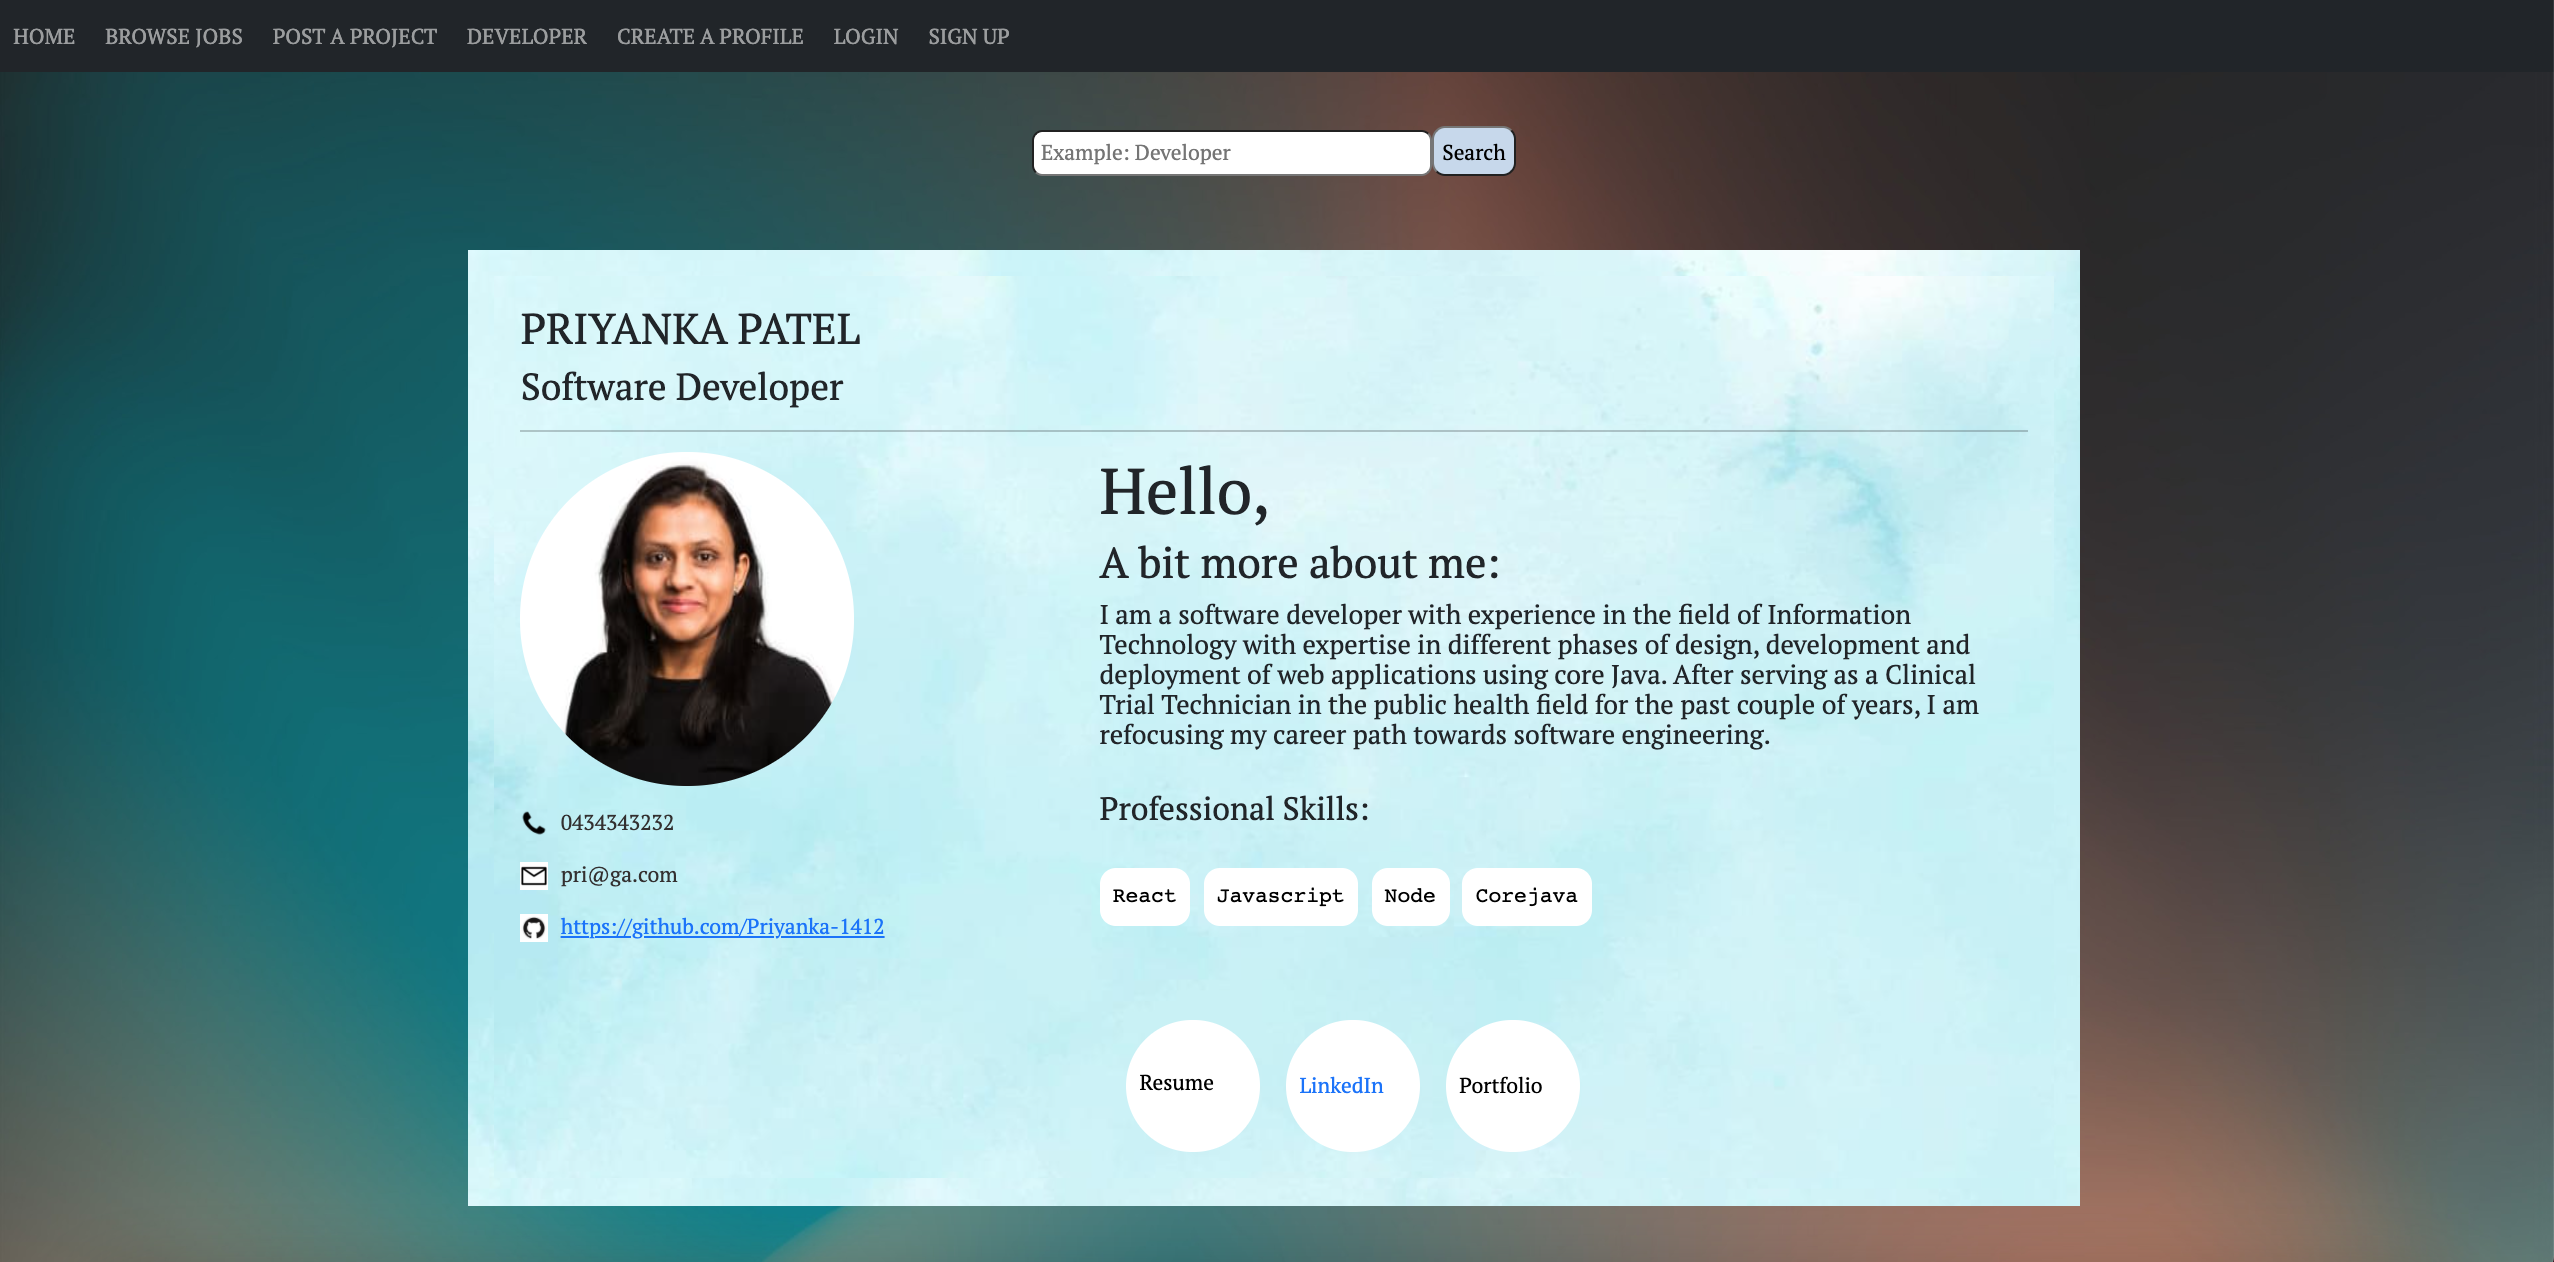 HOME BROWSE JOBS POST A PROJECT DEVELOPER CREATE A PROFILE LOGIN SIGN UP
Example: Developer Search
PRIYANKA PATEL
Software Developer
0434343232
pri@ga.com
https://github.com/Priyanka-1412
Hello,
A bit more about me:
I am a software developer with experience in the field of Information
Technology with expertise in different phases of design, development and
deployment of web applications using core Java. After serving as a Clinical
Trial Technician in the public health field for the past couple of years, I am
refocusing my career path towards software engineering.
Professional Skills:
React Javascript Node Corejava
Resume LinkedIn Portfolio